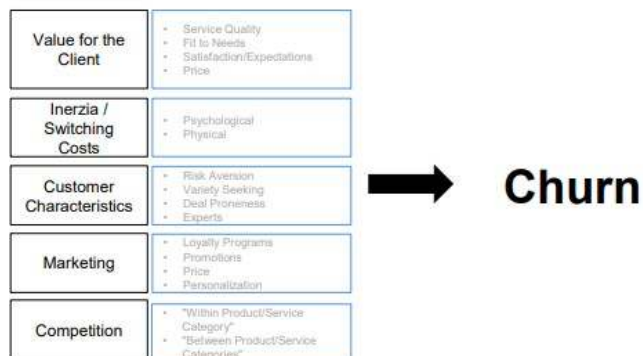 Value for the
Client
• Service Quality
• Fit to Needs
• Satisfaction/Expectations
• Price
Inerzia /
Switching
Costs
• Psychological
• Physical
Customer
Characteristics
• Risk Aversion
• Variety Seeking
• Deal Proneness
• Experts
Marketing
• Loyalty Programs
• Promotions
• Price
• Personalization
Competition
• "Within Product/Service
Category"
• "Between Product/Service
Categories"
Churn